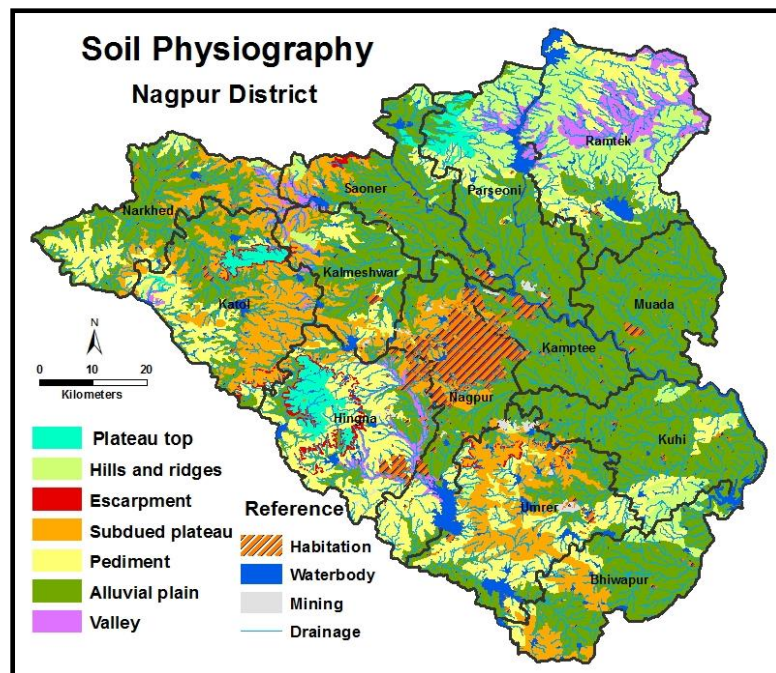 Soil Physiography
Nagpur District
Ramtek
Saoner
Parseoni
Narkhed
Kalmeshwar
Katol
Muada
Kamptee
Nagpur
Hingna
Kuhi
Umrer
Bhiwapur
N
0 10 20
Kilometers
Plateau top
Hills and ridges
Escarpment
Subdued plateau
Pediment
Alluvial plain
Valley
Reference
Habitation
Waterbody
Mining
Drainage